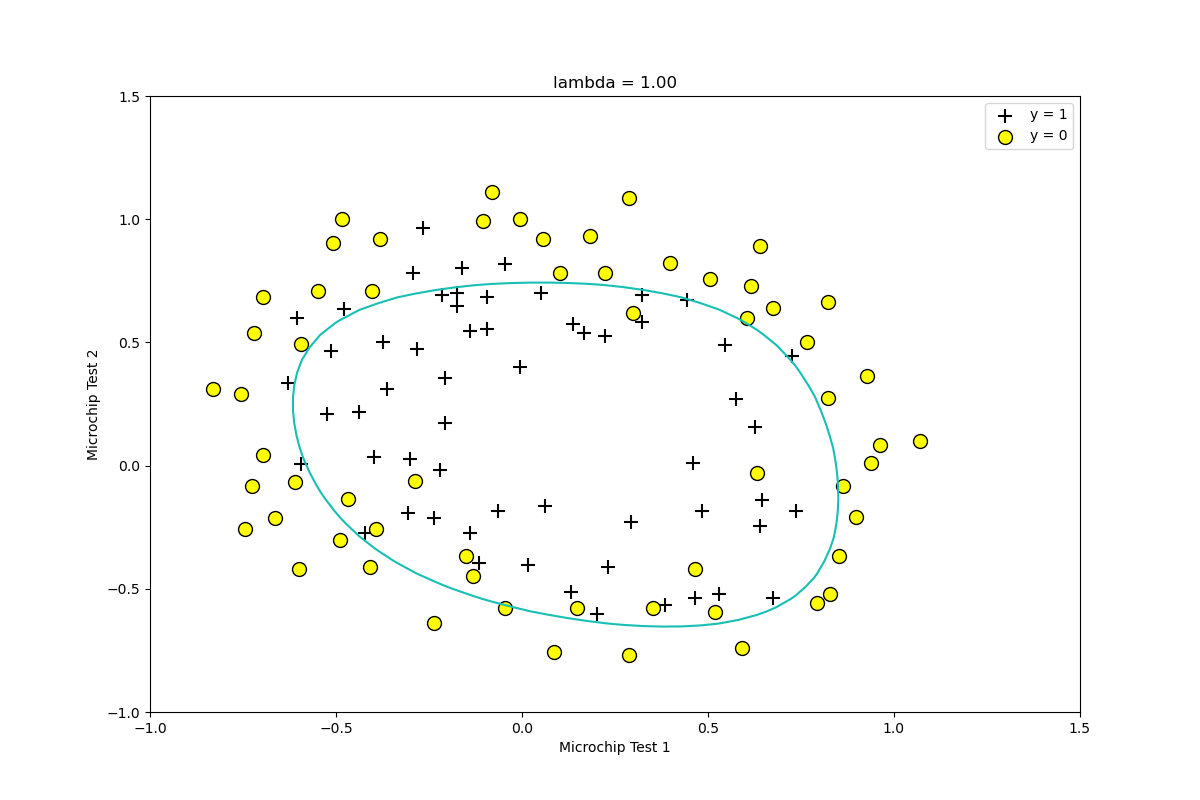 lambda = 1.00
y = 1
y = 0
1.5
1.0
0.5
0.0
−0.5
−1.0
Microchip Test 2
−1.0 −0.5 0.0 0.5 1.0 1.5
Microchip Test 1